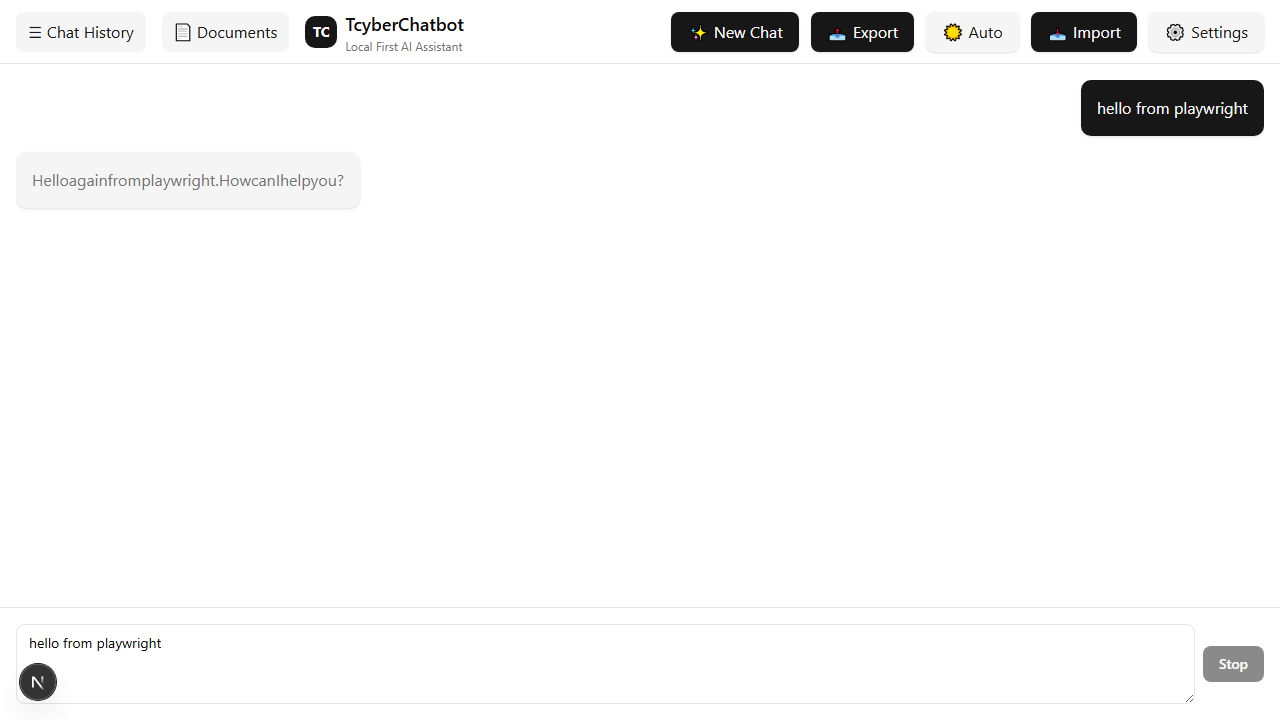 ☰ Chat History
Documents
TC
TcyberChatbot
Local First AI Assistant
New Chat
Export
Auto
Import
Settings
hello from playwright
Helloagainfromplaywright.HowcanIhelpyou?
hello from playwright
N
Stop